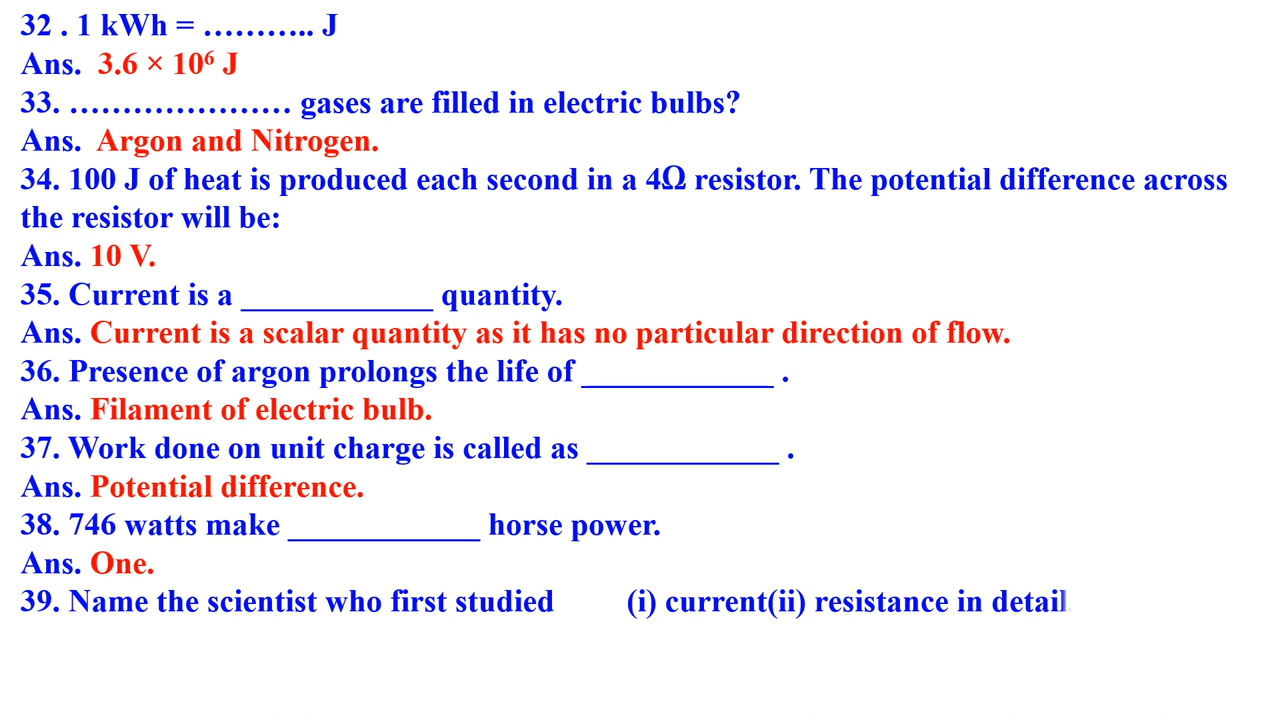 32 . 1 kWh = ……….. J
Ans. 3.6 × 10⁶ J
33. ………………… gases are filled in electric bulbs?
Ans. Argon and Nitrogen.
34. 100 J of heat is produced each second in a 4Ω resistor. The potential difference across
the resistor will be:
Ans. 10 V.
35. Current is a ____________ quantity.
Ans. Current is a scalar quantity as it has no particular direction of flow.
36. Presence of argon prolongs the life of ____________ .
Ans. Filament of electric bulb.
37. Work done on unit charge is called as ____________ .
Ans. Potential difference.
38. 746 watts make ____________ horse power.
Ans. One.
39. Name the scientist who first studied (i) current(ii) resistance in detail.